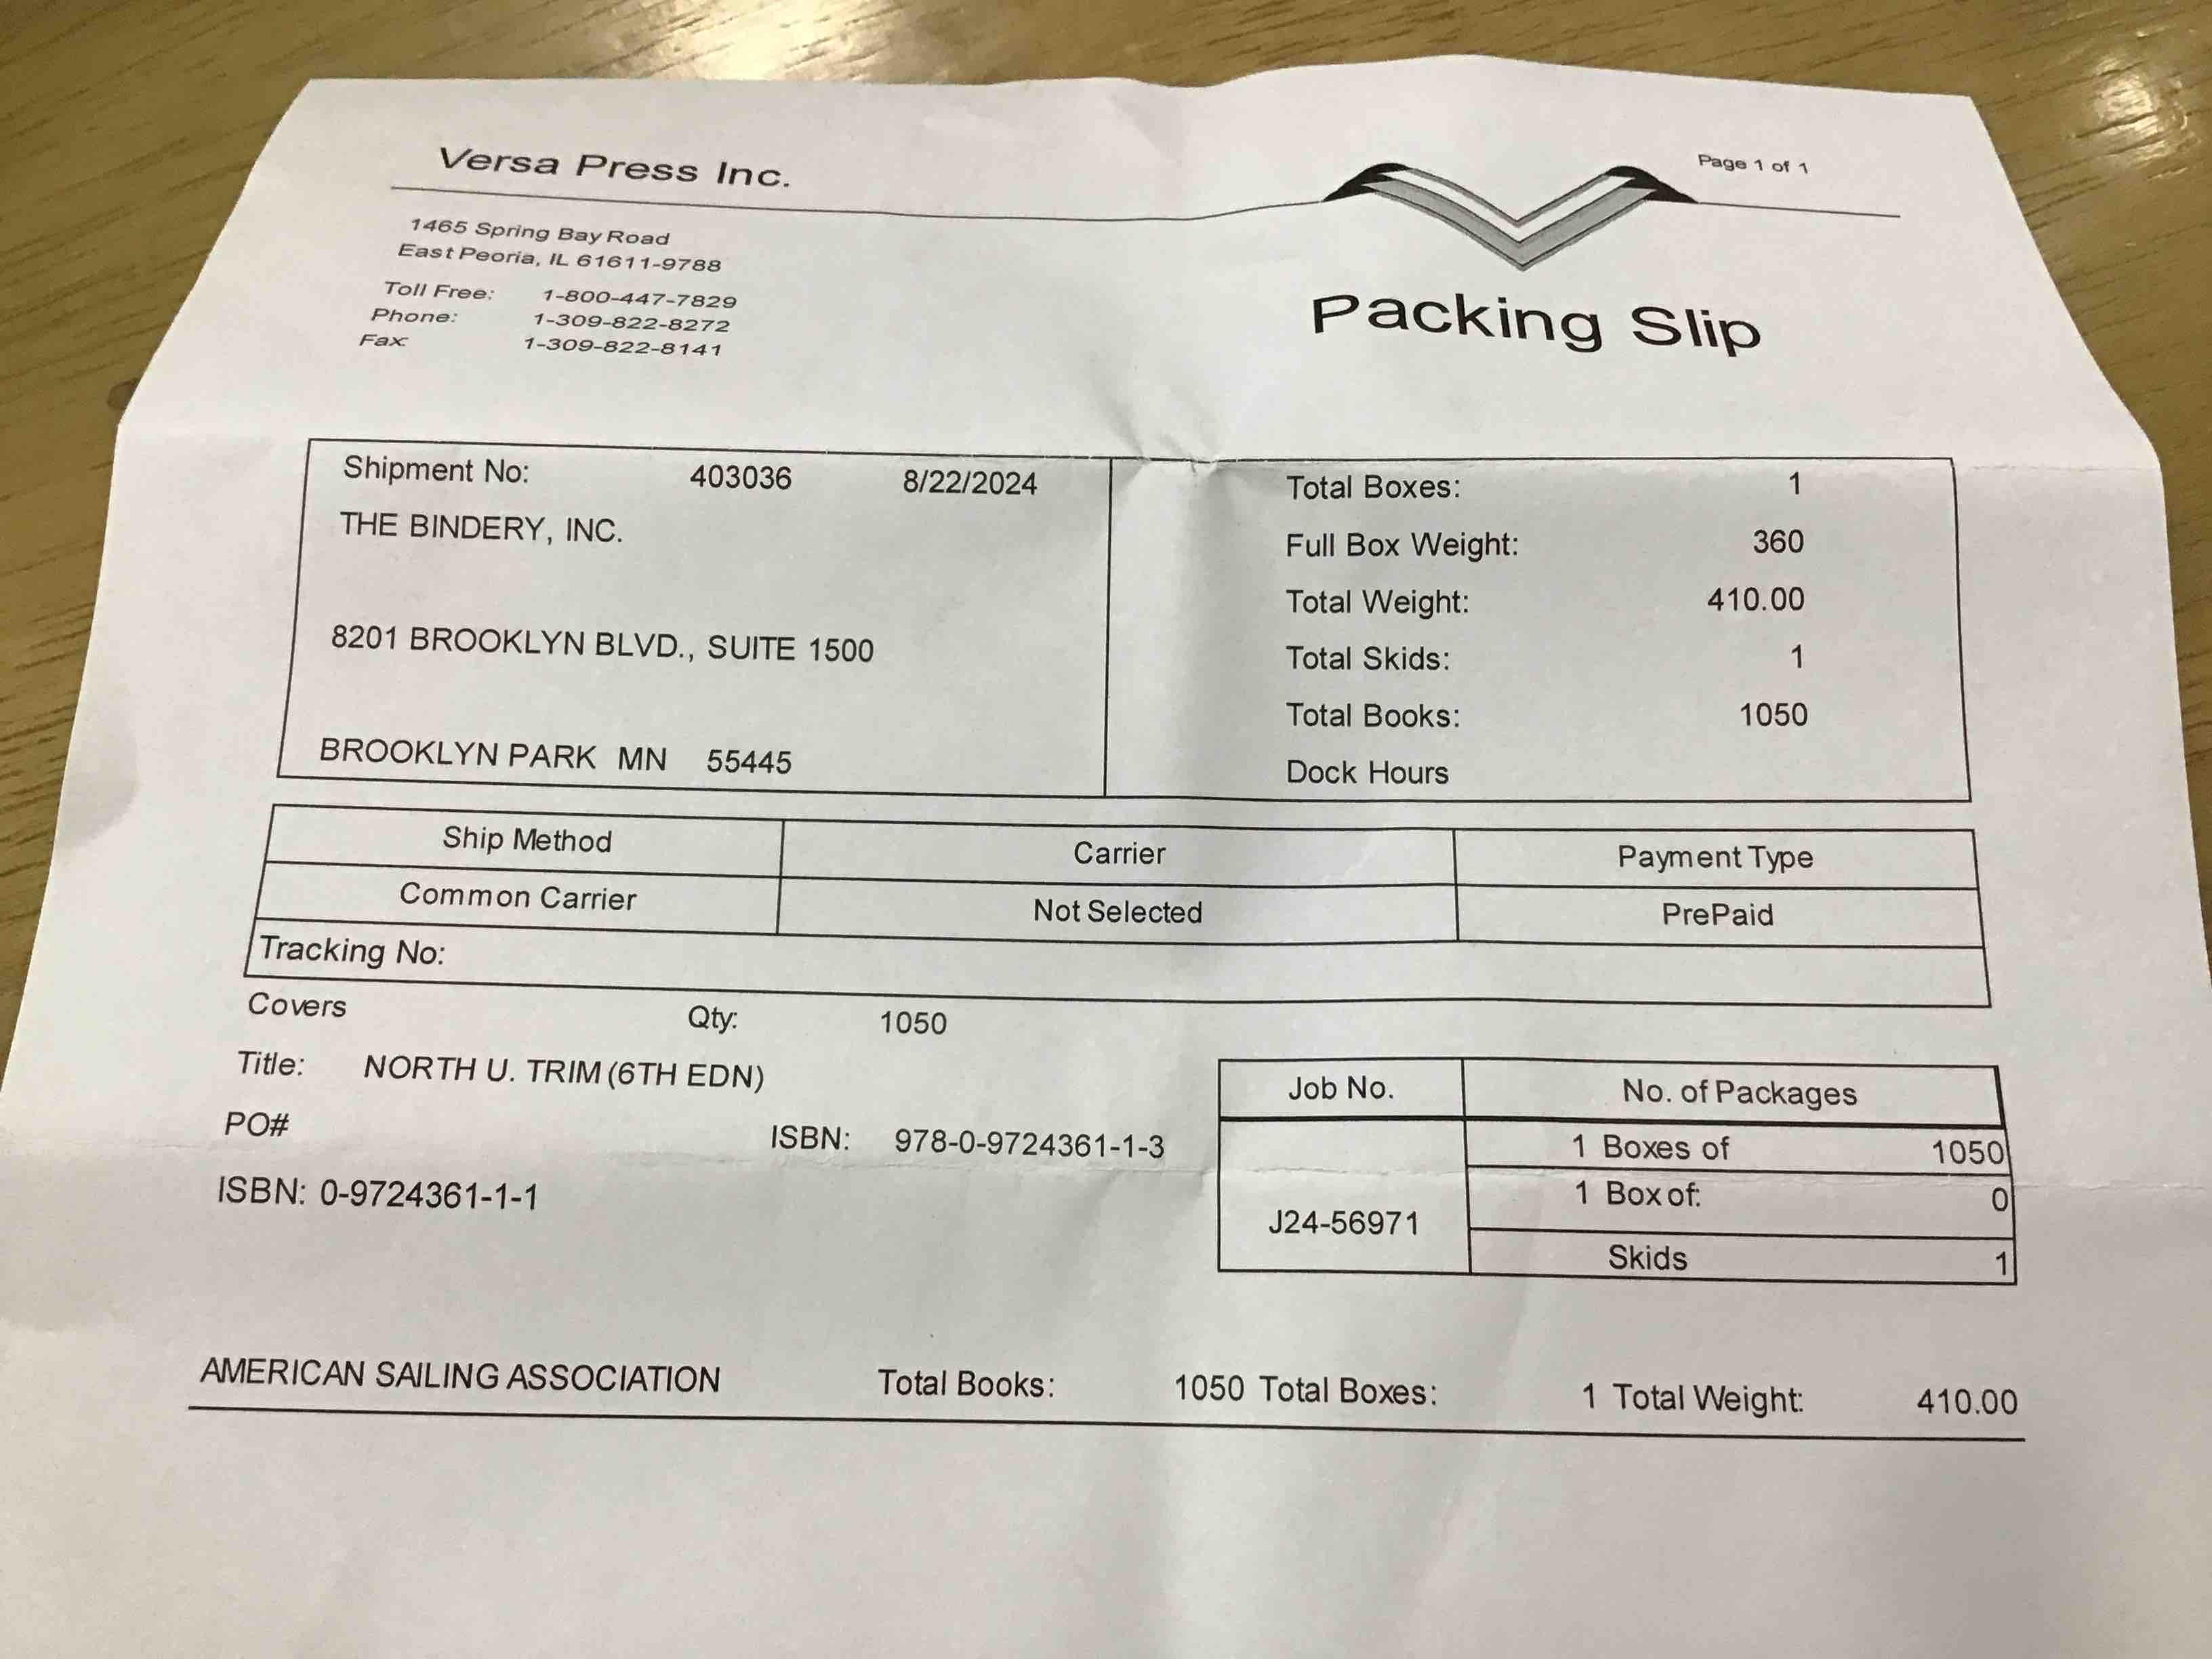 Versa Press Inc.
Page 1 of 1
1465 Spring Bay Road
East Peoria, IL 61611-9788
Toll Free: 1-800-447-7829
Phone: 1-309-822-8272
Fax: 1-309-822-8141
Packing Slip
Shipment No: 403036 8/22/2024
THE BINDERY, INC.
8201 BROOKLYN BLVD., SUITE 1500
BROOKLYN PARK MN 55445
Total Boxes: 1
Full Box Weight: 360
Total Weight: 410.00
Total Skids: 1
Total Books: 1050
Dock Hours
Ship Method Carrier Payment Type
Common Carrier Not Selected PrePaid
Tracking No:
Covers Qty: 1050
Title: NORTH U. TRIM (6TH EDN)
PO# ISBN: 978-0-9724361-1-3
ISBN: 0-9724361-1-1
Job No. No. of Packages
1 Boxes of 1050
1 Box of: 0
J24-56971
Skids 1
AMERICAN SAILING ASSOCIATION Total Books: 1050 Total Boxes: 1 Total Weight: 410.00